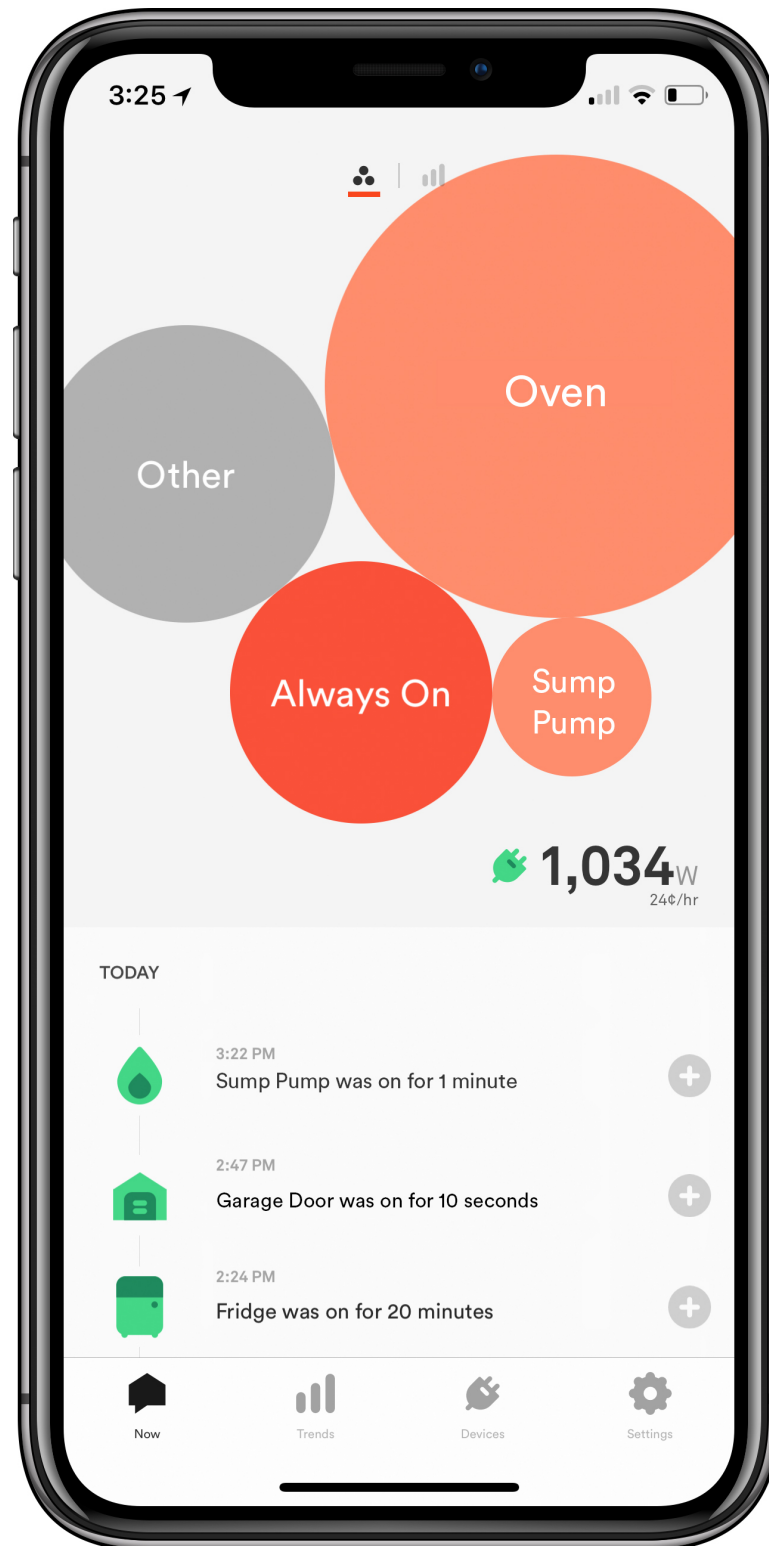 3:25
Oven
Other
Always On
Sump
Pump
1,034W
24¢/hr
TODAY
3:22 PM
Sump Pump was on for 1 minute
2:47 PM
Garage Door was on for 10 seconds
2:24 PM
Fridge was on for 20 minutes
Now
Trends
Devices
Settings